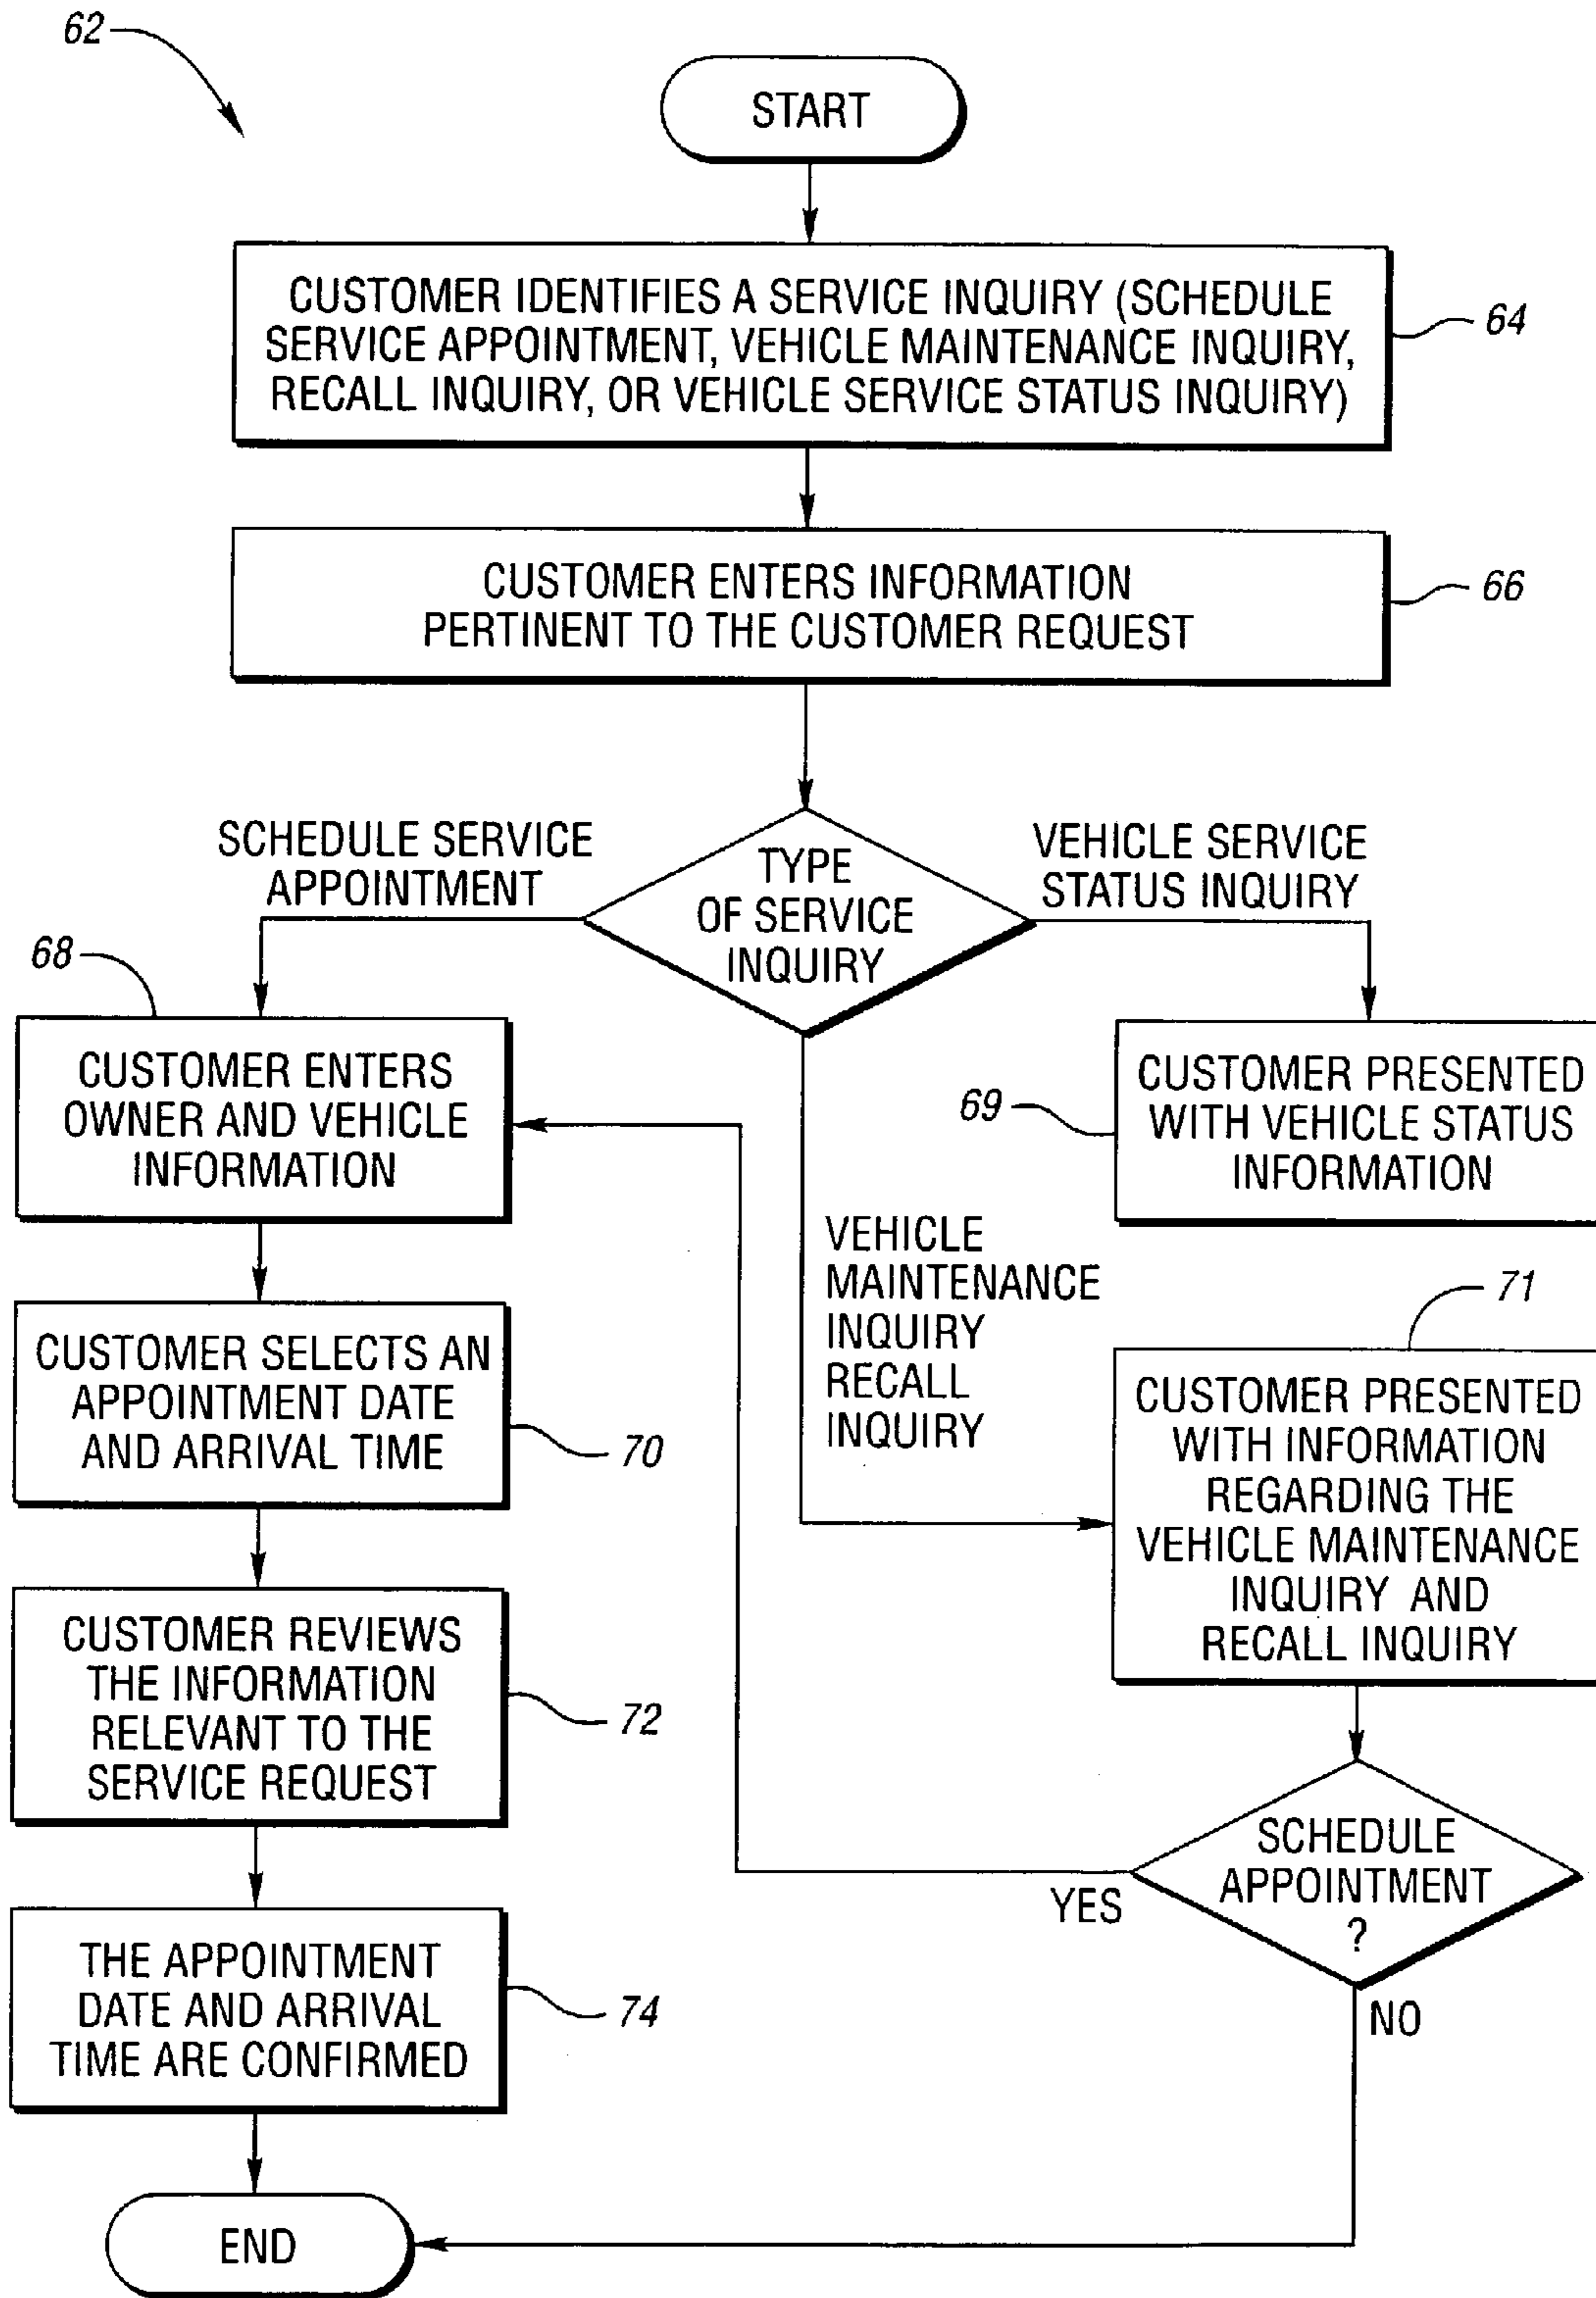 62
START
CUSTOMER IDENTIFIES A SERVICE INQUIRY (SCHEDULE
SERVICE APPOINTMENT, VEHICLE MAINTENANCE INQUIRY,
RECALL INQUIRY, OR VEHICLE SERVICE STATUS INQUIRY)
64
CUSTOMER ENTERS INFORMATION
PERTINENT TO THE CUSTOMER REQUEST
66
TYPE
OF SERVICE
INQUIRY
SCHEDULE SERVICE
APPOINTMENT
VEHICLE SERVICE
STATUS INQUIRY
68
CUSTOMER ENTERS
OWNER AND VEHICLE
INFORMATION
69
CUSTOMER PRESENTED
WITH VEHICLE STATUS
INFORMATION
VEHICLE
MAINTENANCE
INQUIRY
RECALL
INQUIRY
71
CUSTOMER PRESENTED
WITH INFORMATION
REGARDING THE
VEHICLE MAINTENANCE
INQUIRY AND
RECALL INQUIRY
CUSTOMER SELECTS AN
APPOINTMENT DATE
AND ARRIVAL TIME
70
CUSTOMER REVIEWS
THE INFORMATION
RELEVANT TO THE
SERVICE REQUEST
72
SCHEDULE
APPOINTMENT
?
YES
NO
THE APPOINTMENT
DATE AND ARRIVAL
TIME ARE CONFIRMED
74
END